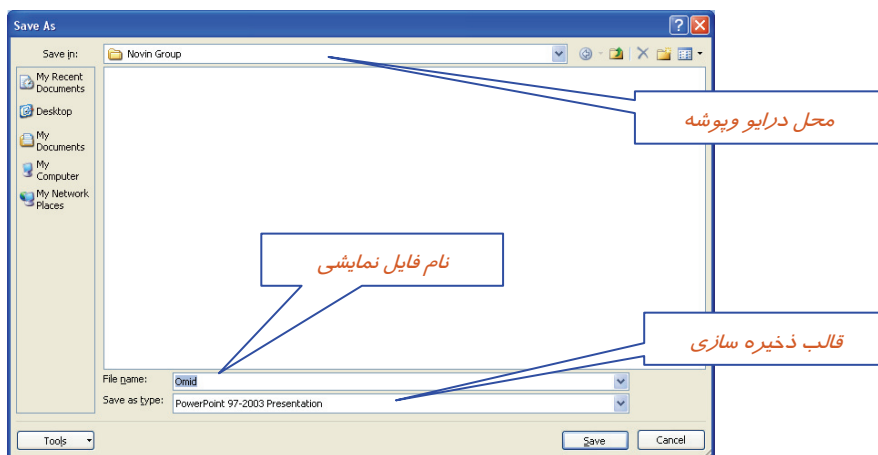 Save As
Save in:
Novin Group
My Recent
Documents
Desktop
My
Documents
My
Computer
My Network
Places
محل درایو وپوشه
نام فایل نمایشی
قالب ذخیره سازی
File name:
Omid
Save as type:
PowerPoint 97-2003 Presentation
Tools
Save
Cancel